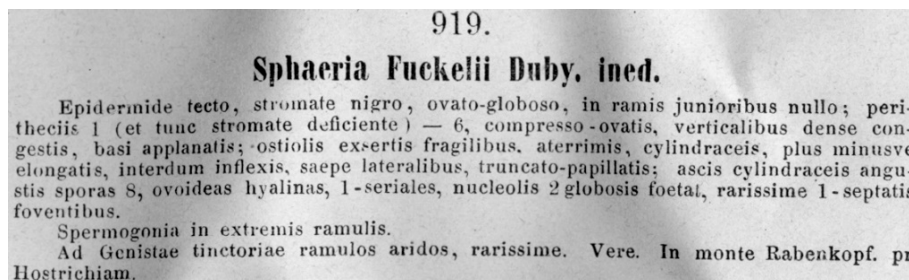 919.
Sphaeria Fuckelii Duby. ined.
Epidermide tecto, stromate nigro, ovato-globoso, in ramis junioribus nullo; peri-
theciis 1 (et tunc stromate deficiente) — 6, compresso-ovatis, verticalibus dense con-
gestis, basi applanatis; ostiolis exsertis fragilibus, aterrimis, cylindraceis, plus minusve
elongatis, interdum inflexis, saepe lateralibus, truncato-papillatis; ascis cylindraceis angu-
stis sporas 8, ovoideas hyalinas, 1-seriales, nucleolis 2 globosis foetat, rarissime 1-septatis
foventibus.
Spermogonia in extremis ramulis.
Ad Genistae tinctoriae ramulos aridos, rarissime. Vere. In monte Rabenkopf. pr
Hostrichiam.